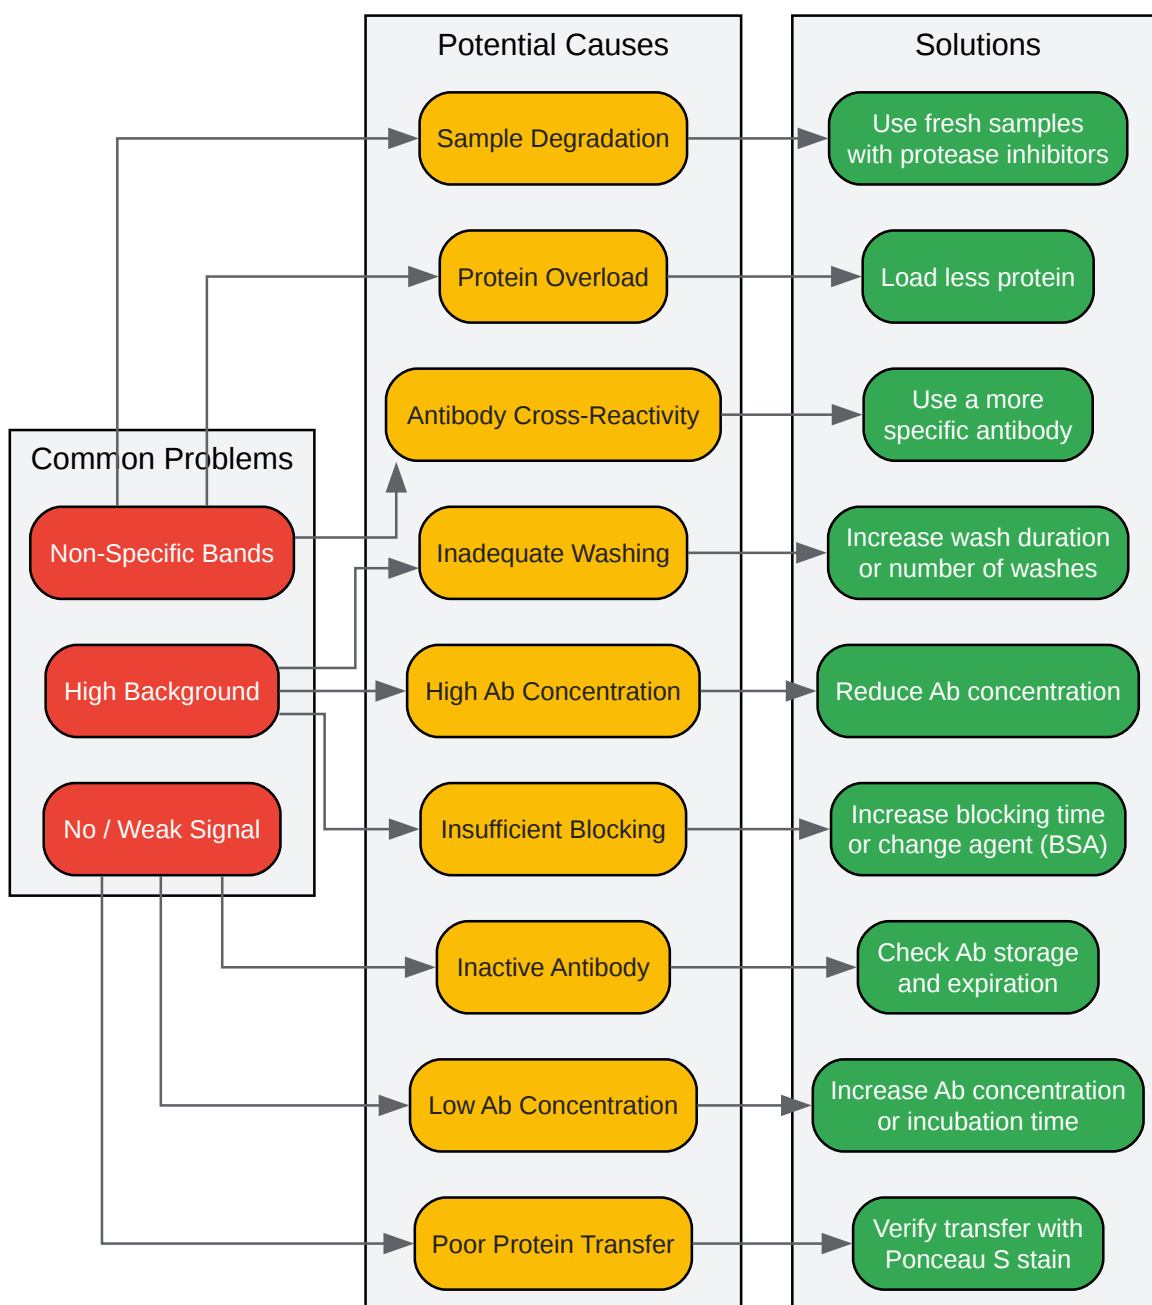 Common Problems
Non-Specific Bands
High Background
No / Weak Signal
Potential Causes
Sample Degradation
Protein Overload
Antibody Cross-Reactivity
Inadequate Washing
High Ab Concentration
Insufficient Blocking
Inactive Antibody
Low Ab Concentration
Poor Protein Transfer
Solutions
Use fresh samples
with protease inhibitors
Load less protein
Use a more
specific antibody
Increase wash duration
or number of washes
Reduce Ab concentration
Increase blocking time
or change agent (BSA)
Check Ab storage
and expiration
Increase Ab concentration
or incubation time
Verify transfer with
Ponceau S stain